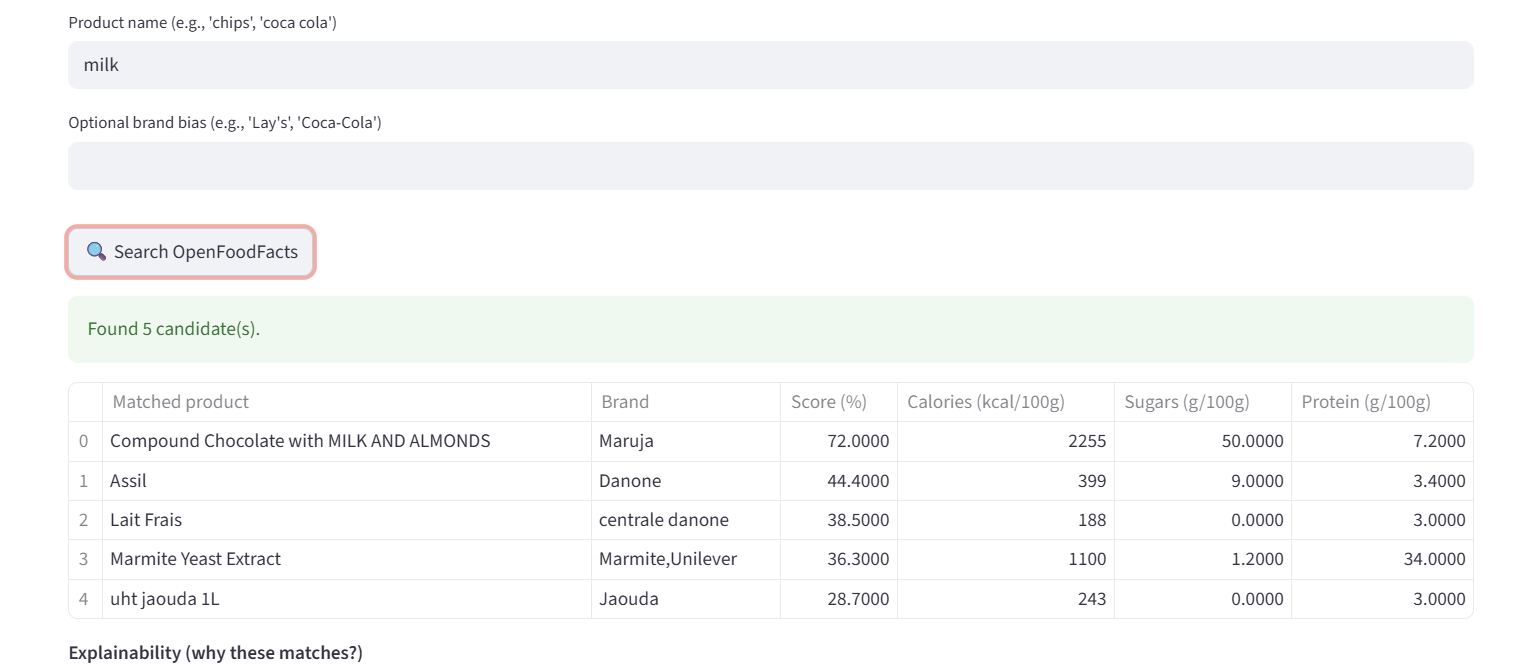 Product name (e.g., 'chips', 'coca cola')
milk
Optional brand bias (e.g., 'Lay's', 'Coca-Cola')
Search OpenFoodFacts
Found 5 candidate(s).
Matched product Brand Score (%) Calories (kcal/100g) Sugars (g/100g) Protein (g/100g)
0 Compound Chocolate with MILK AND ALMONDS Maruja 72.0000 2255 50.0000 7.2000
1 Assil Danone 44.4000 399 9.0000 3.4000
2 Lait Frais centrale danone 38.5000 188 0.0000 3.0000
3 Marmite Yeast Extract Marmite,Unilever 36.3000 1100 1.2000 34.0000
4 uht jaouda 1L Jaouda 28.7000 243 0.0000 3.0000
Explainability (why these matches?)